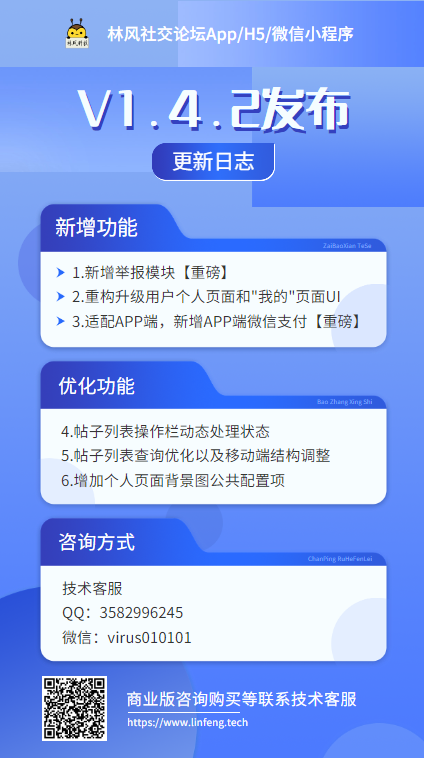 林风科技
林风社交论坛App/H5/微信小程序
V1.4.2发布
更新日志
新增功能
ZaiBaoXian TeSe
1.新增举报模块【重磅】
2.重构升级用户个人页面和"我的"页面UI
3.适配APP端，新增APP端微信支付【重磅】
优化功能
Bao Zhang Xing Shi
4.帖子列表操作栏动态处理状态
5.帖子列表查询优化以及移动端结构调整
6.增加个人页面背景图公共配置项
咨询方式
ChanPing RuHeFenLei
技术客服
QQ：3582996245
微信：virus010101
商业版咨询购买等联系技术客服
https://www.linfeng.tech